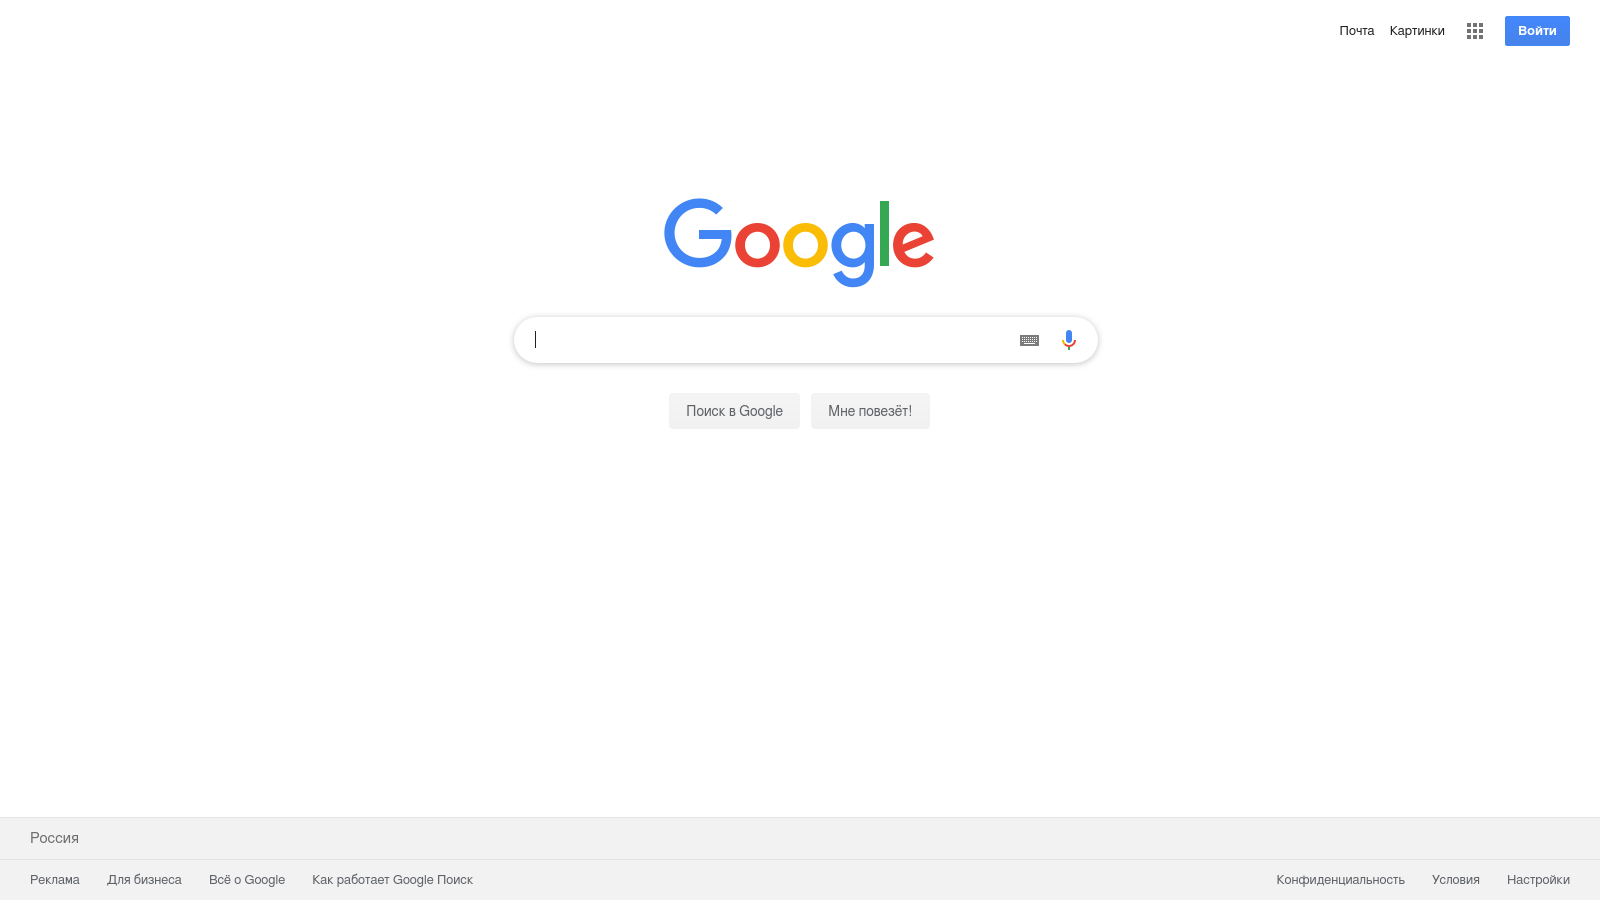 Почта Картинки Войти
Google
Поиск в Google Мне повезёт!
Россия
Реклама Для бизнеса Всё о Google Как работает Google Поиск Конфиденциальность Условия Настройки